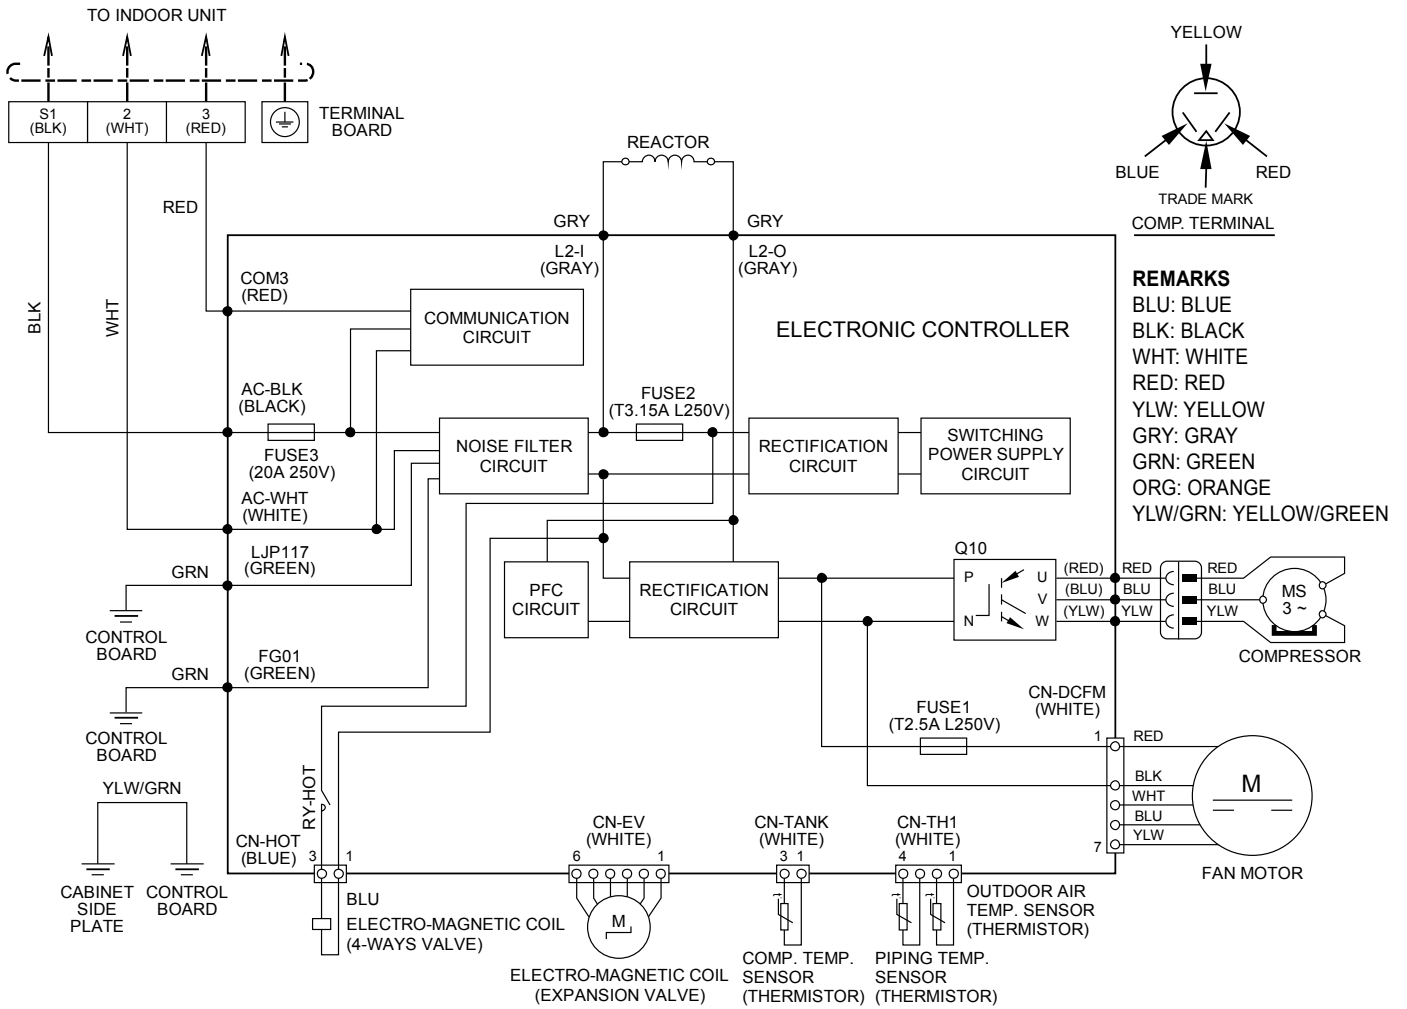 TO INDOOR UNIT
S1
(BLK)
2
(WHT)
3
(RED)
TERMINAL
BOARD
YELLOW
BLUE
RED
TRADE MARK
COMP. TERMINAL
REACTOR
RED
GRY
GRY
L2-I
(GRAY)
L2-O
(GRAY)
COM3
(RED)
BLK
WHT
COMMUNICATION
CIRCUIT
ELECTRONIC CONTROLLER
REMARKS
BLU: BLUE
BLK: BLACK
WHT: WHITE
RED: RED
YLW: YELLOW
GRY: GRAY
GRN: GREEN
ORG: ORANGE
YLW/GRN: YELLOW/GREEN
AC-BLK
(BLACK)
FUSE3
(20A 250V)
FUSE2
(T3.15A L250V)
NOISE FILTER
CIRCUIT
RECTIFICATION
CIRCUIT
SWITCHING
POWER SUPPLY
CIRCUIT
AC-WHT
(WHITE)
LJP117
(GREEN)
GRN
CONTROL
BOARD
PFC
CIRCUIT
RECTIFICATION
CIRCUIT
Q10
P
N
U
V
W
(RED)
(BLU)
(YLW)
RED
BLU
YLW
RED
BLU
YLW
MS
3 ~
COMPRESSOR
FG01
(GREEN)
GRN
CONTROL
BOARD
CN-DCFM
(WHITE)
FUSE1
(T2.5A L250V)
1
7
RED
BLK
WHT
BLU
YLW
M
FAN MOTOR
YLW/GRN
CABINET
SIDE
PLATE
CONTROL
BOARD
RY-HOT
CN-HOT
(BLUE)
3
1
BLU
ELECTRO-MAGNETIC COIL
(4-WAYS VALVE)
CN-EV
(WHITE)
6
1
M
ELECTRO-MAGNETIC COIL
(EXPANSION VALVE)
CN-TANK
(WHITE)
3
1
COMP. TEMP.
SENSOR
(THERMISTOR)
CN-TH1
(WHITE)
4
1
PIPING TEMP.
SENSOR
(THERMISTOR)
OUTDOOR AIR
TEMP. SENSOR
(THERMISTOR)